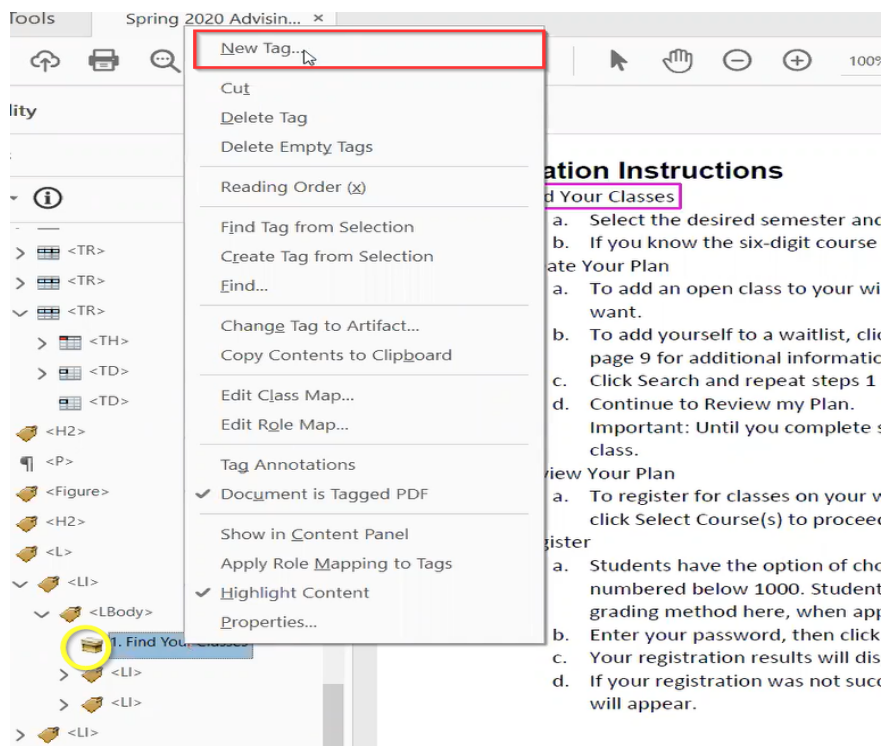 Tools
Spring 2020 Advisin... ×
100%
lity
<TR>
<TR>
<TR>
<TH>
<TD>
<TD>
<H2>
<P>
<Figure>
<H2>
<L>
<LI>
<LBody>
1. Find Your Classes
<LI>
<LI>
<LI>
New Tag...
Cut
Delete Tag
Delete Empty Tags
Reading Order (x)
Find Tag from Selection
Create Tag from Selection
Find...
Change Tag to Artifact...
Copy Contents to Clipboard
Edit Class Map...
Edit Role Map...
Tag Annotations
Document is Tagged PDF
Show in Content Panel
Apply Role Mapping to Tags
Highlight Content
Properties...
ation Instructions
d Your Classes
a. Select the desired semester and
b. If you know the six-digit course
ate Your Plan
a. To add an open class to your wi
want.
b. To add yourself to a waitlist, clic
page 9 for additional informatio
c. Click Search and repeat steps 1
d. Continue to Review my Plan.
Important: Until you complete s
class.
view Your Plan
a. To register for classes on your w
click Select Course(s) to proceed
gister
a. Students have the option of cho
numbered below 1000. Student
grading method here, when app
b. Enter your password, then click
c. Your registration results will dis
d. If your registration was not succ
will appear.